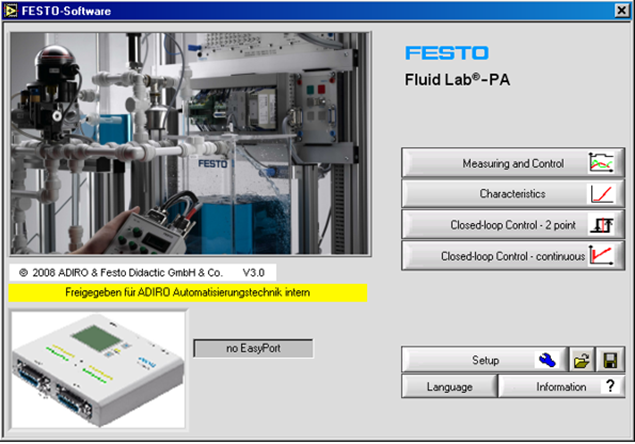 FESTO-Software
FESTO
Fluid Lab®-PA
FESTO
Measuring and Control
Characteristics
Closed-loop Control - 2 point
Closed-loop Control - continuous
© 2008 ADIRO & Festo Didactic GmbH & Co. V3.0
Freigegeben für ADIRO Automatisierungstechnik intern
no EasyPort
Setup
Language
Information ?